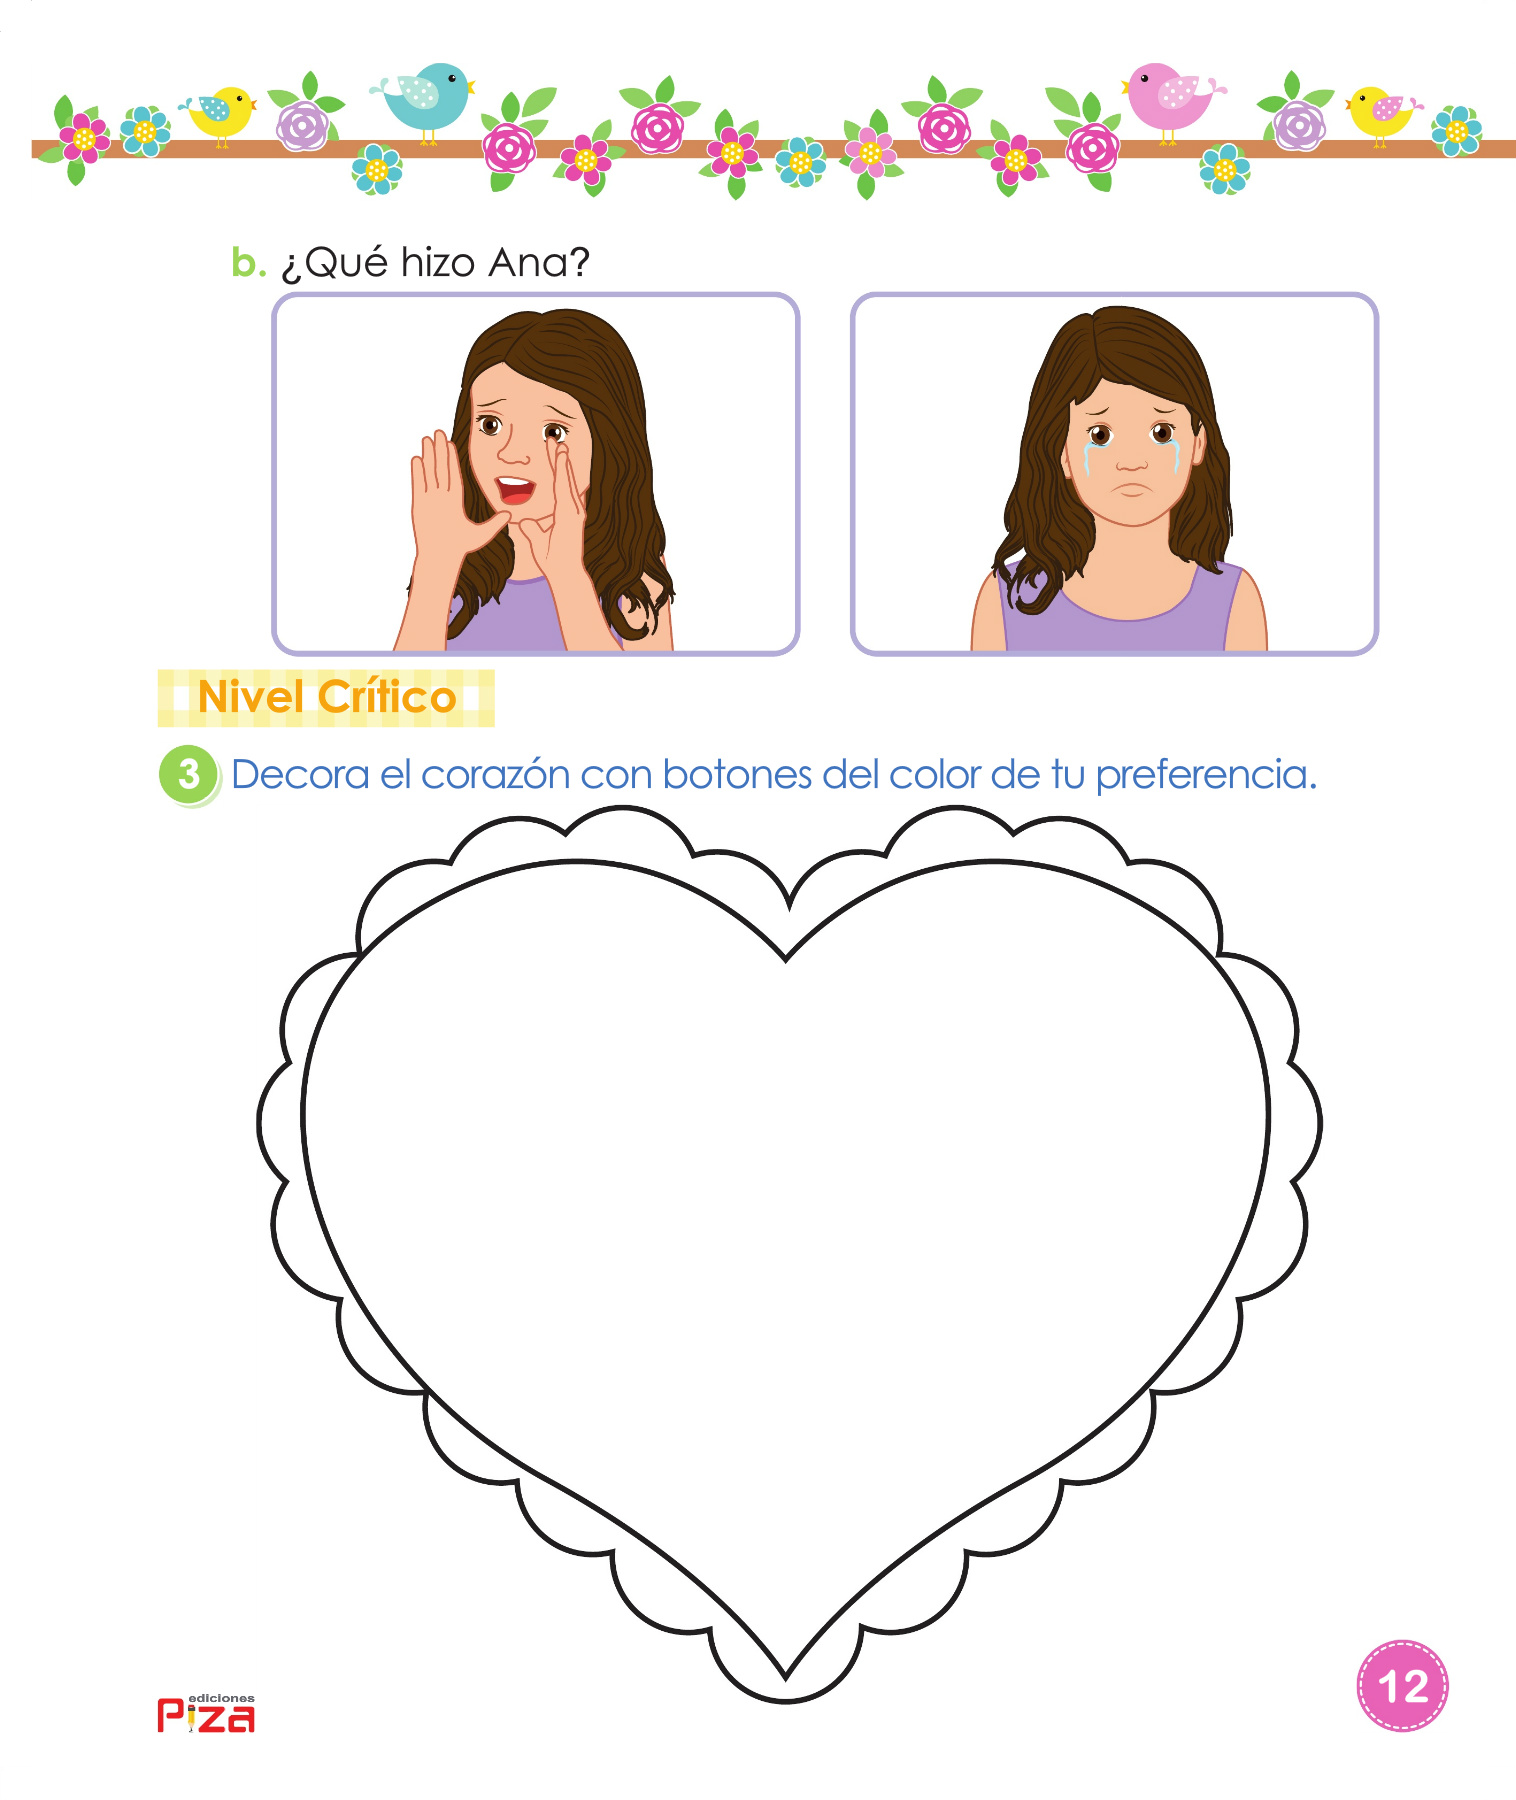 b. ¿Qué hizo Ana?
Nivel Crítico
3 Decora el corazón con botones del color de tu preferencia.
ediciones
Piza
12